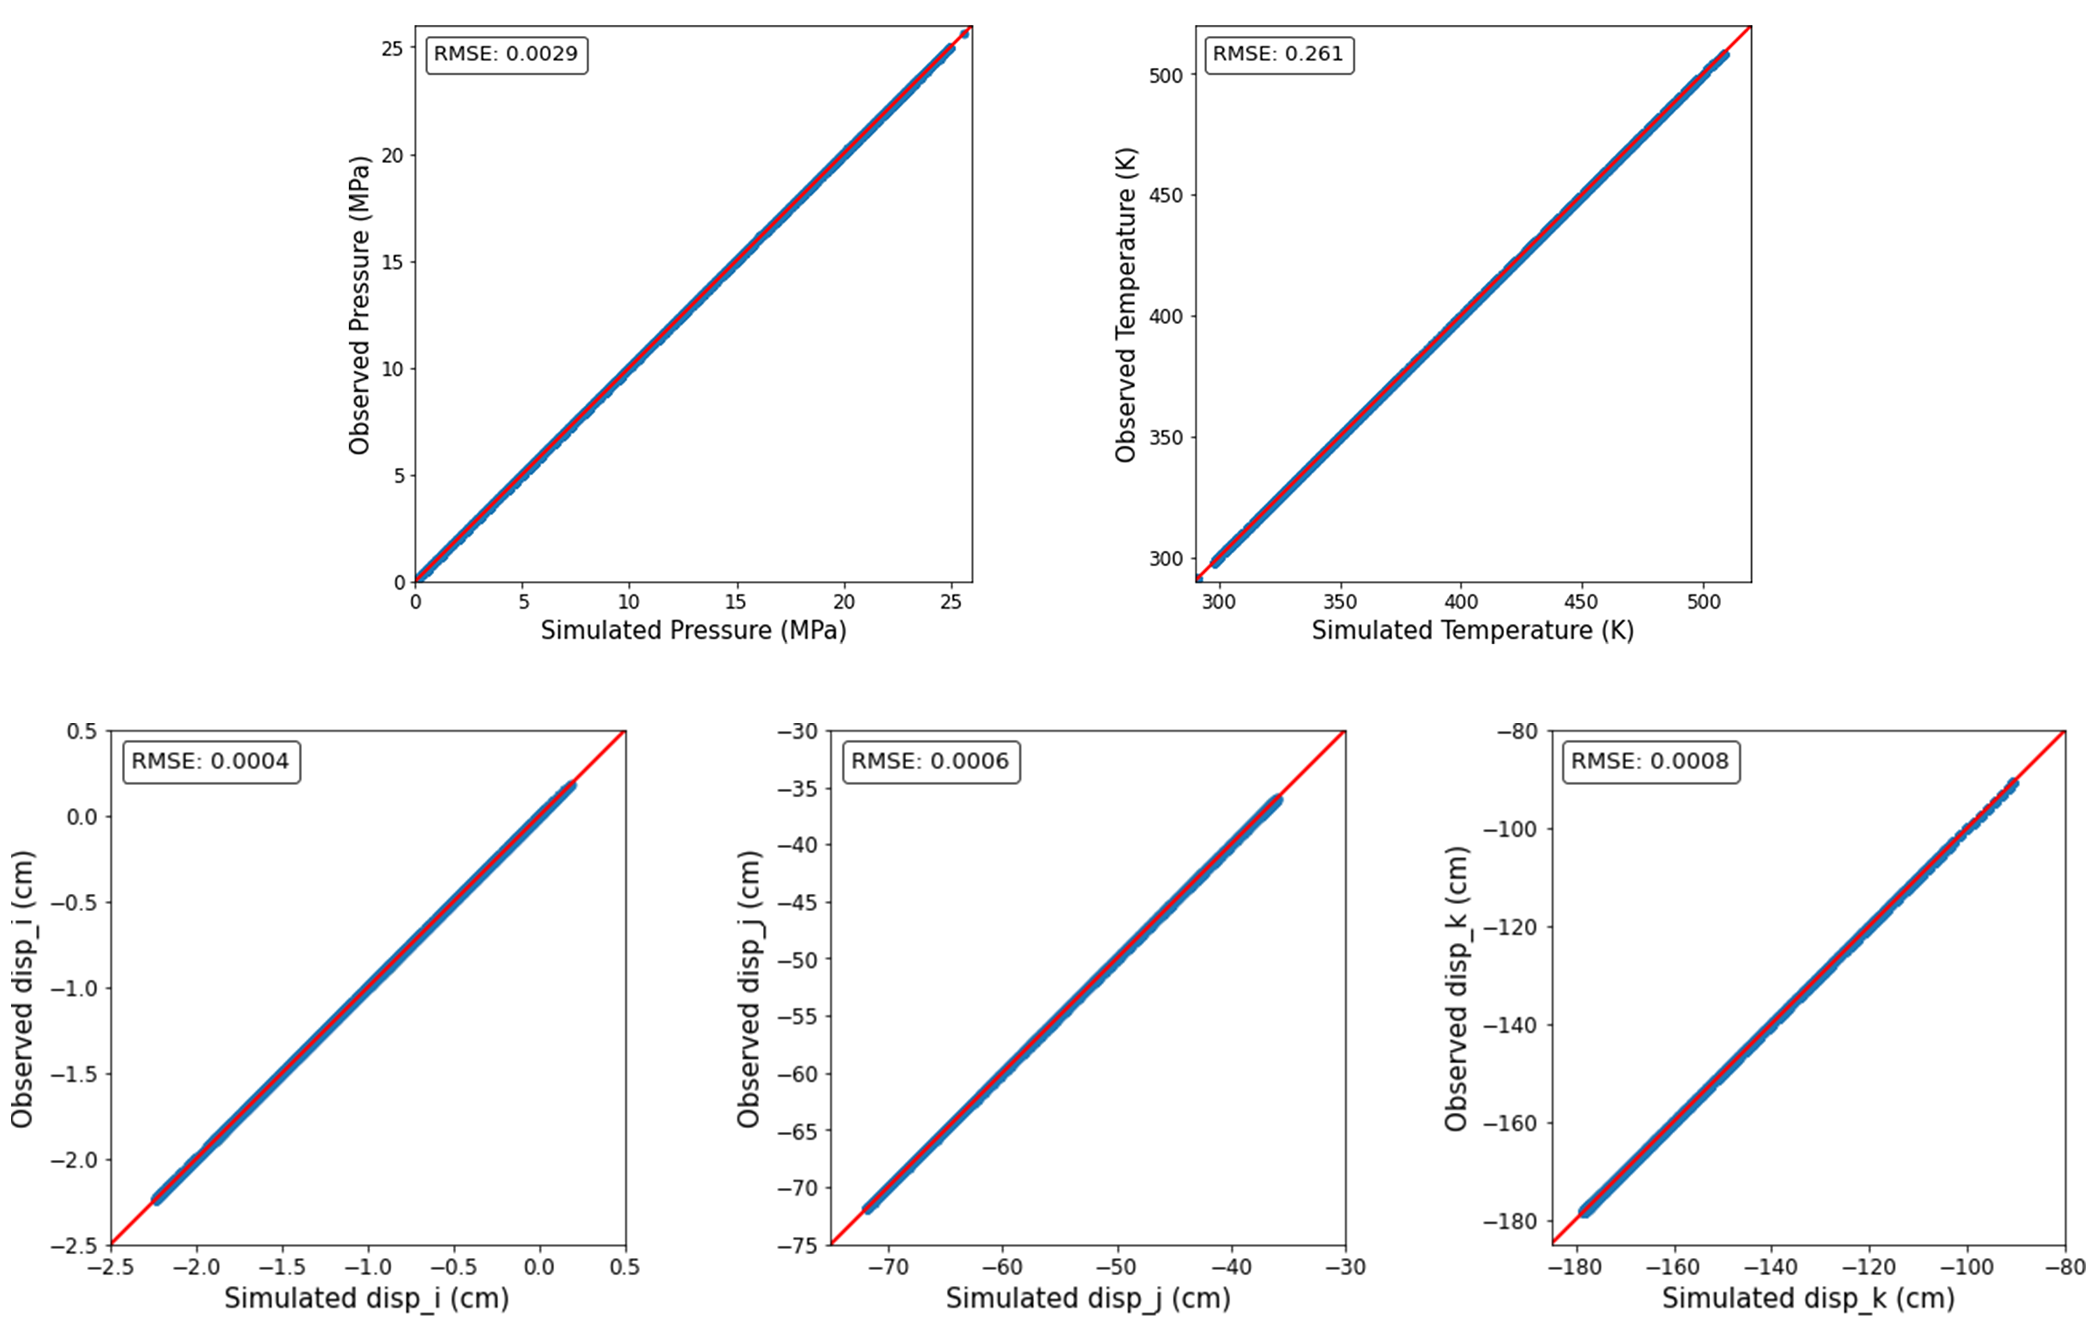 RMSE: 0.0029
25
20
15
10
5
0
0 5 10 15 20 25
Observed Pressure (MPa)
Simulated Pressure (MPa)
RMSE: 0.261
500
450
400
350
300
300 350 400 450 500
Observed Temperature (K)
Simulated Temperature (K)
RMSE: 0.0004
0.5
0.0
−0.5
−1.0
−1.5
−2.0
−2.5
−2.5 −2.0 −1.5 −1.0 −0.5 0.0 0.5
Observed disp_i (cm)
Simulated disp_i (cm)
RMSE: 0.0006
−30
−35
−40
−45
−50
−55
−60
−65
−70
−75
−70 −60 −50 −40 −30
Observed disp_j (cm)
Simulated disp_j (cm)
RMSE: 0.0008
−80
−100
−120
−140
−160
−180
−180 −160 −140 −120 −100 −80
Observed disp_k (cm)
Simulated disp_k (cm)